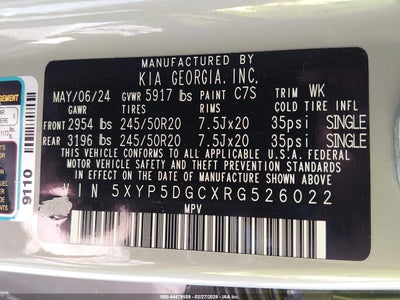 MANUFACTURED BY
KIA GEORGIA, INC.
MAY/06/24 GVWR 5917 lbs PAINT C7S TRIM WK
GAWR TIRES RIMS COLD TIRE INFL
FRONT 2954 lbs 245/50R20 7.5Jx20 35psi SINGLE
REAR 3196 lbs 245/50R20 7.5Jx20 35psi SINGLE
THIS VEHICLE CONFORMS TO ALL APPLICABLE U.S.A. FEDERAL
MOTOR VEHICLE SAFETY, BUMPER, AND THEFT PREVENTION
STANDARDS IN EFFECT ON THE DATE OF MANUFACTURE SHOWN ABOVE
IN 5XYP5DGCXRG526022
MPV
9110